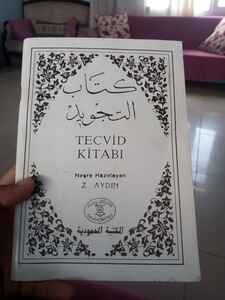 كتاب
التجويد
TECVİD
KİTABI
Neşre Hazırlayan
Z. AYDIN
المكتبة المحمودية